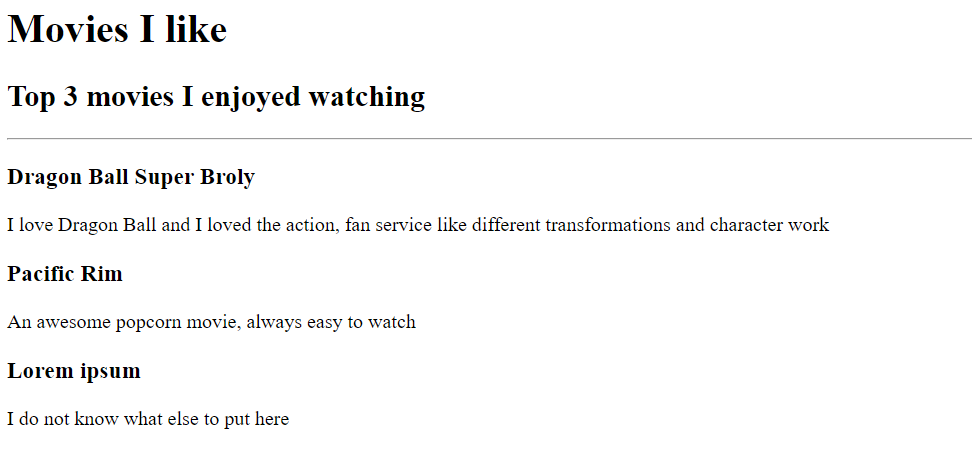 Movies I like
Top 3 movies I enjoyed watching
Dragon Ball Super Broly
I love Dragon Ball and I loved the action, fan service like different transformations and character work
Pacific Rim
An awesome popcorn movie, always easy to watch
Lorem ipsum
I do not know what else to put here